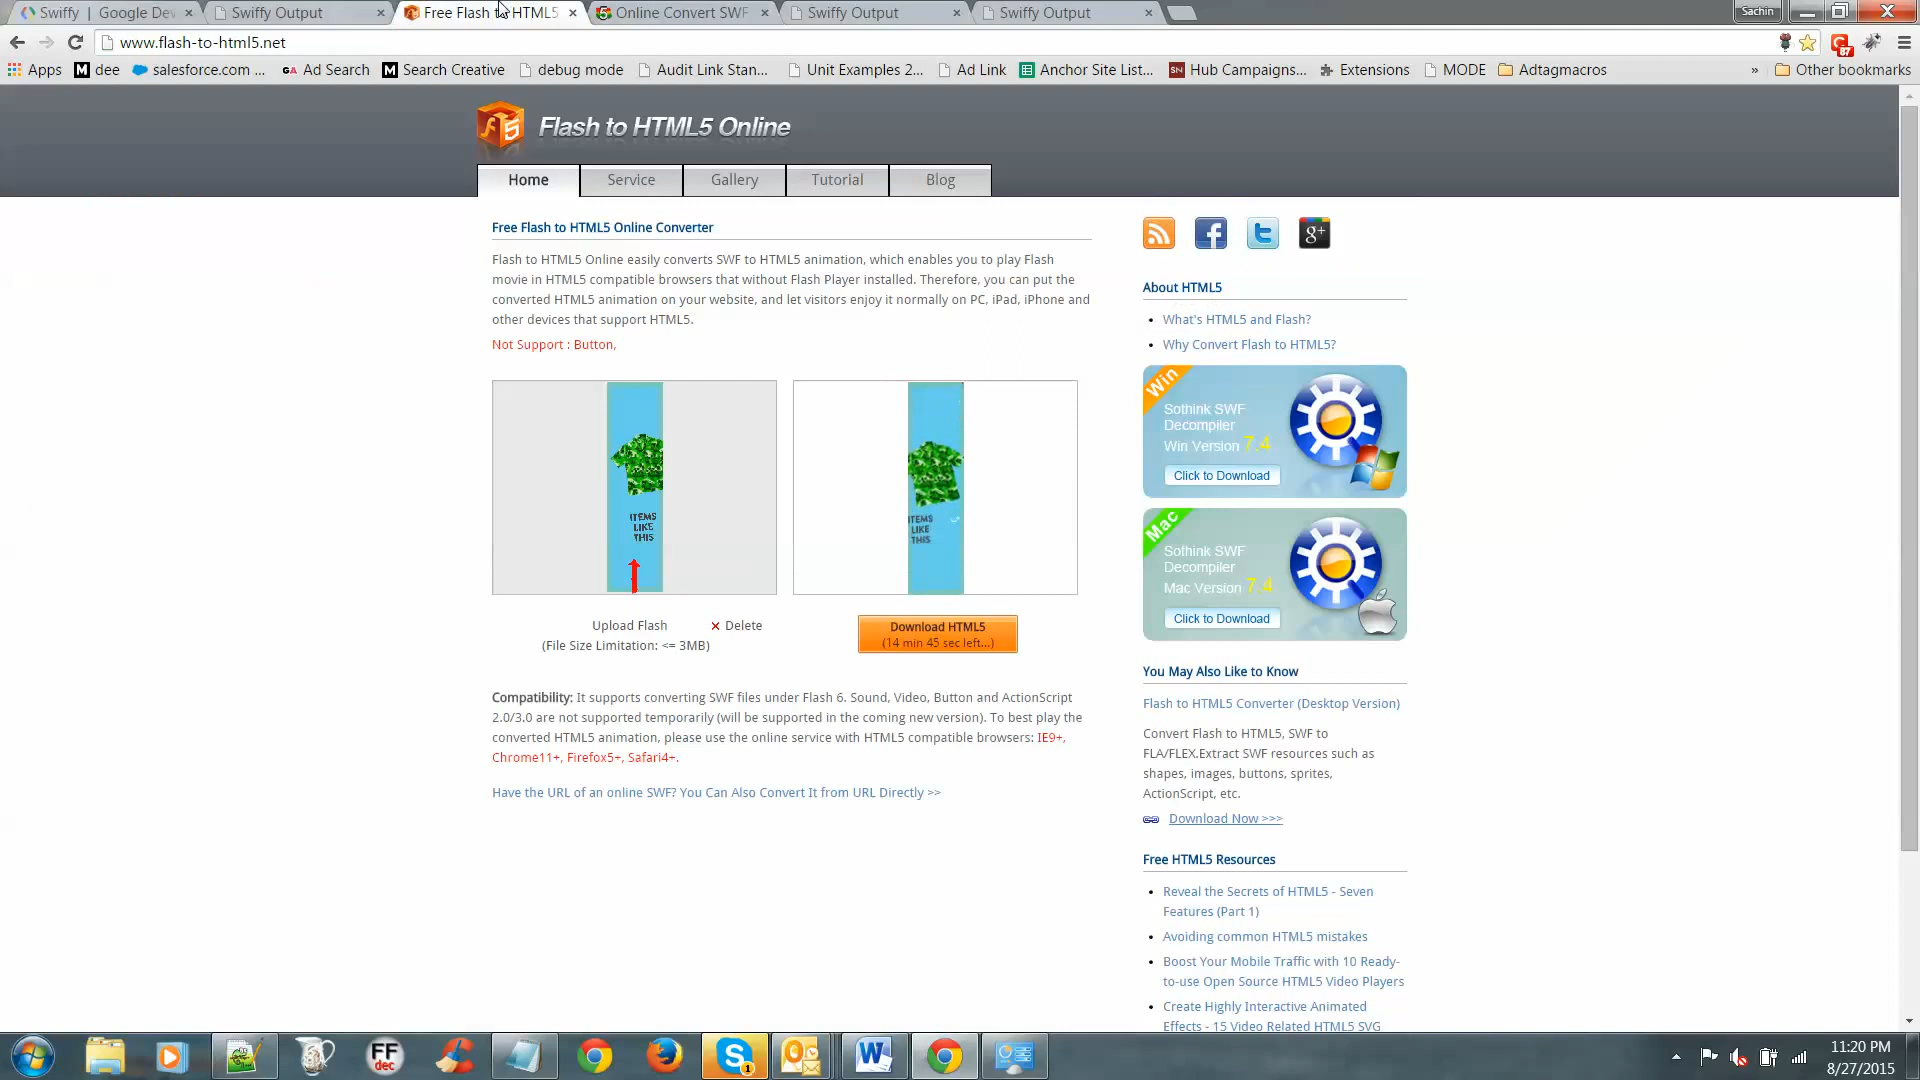 Swiffy | Google Dev
Swiffy Output
Free Flash to HTML5
Online Convert SWF
Swiffy Output
Swiffy Output
Sachin
www.flash-to-html5.net
87
Apps
dee
salesforce.com ...
GA Ad Search
Search Creative
debug mode
Audit Link Stan...
Unit Examples 2...
Ad Link
Anchor Site List...
SN Hub Campaigns...
Extensions
MODE
Adtagmacros
»
Other bookmarks
Flash to HTML5 Online
Home
Service
Gallery
Tutorial
Blog
Free Flash to HTML5 Online Converter
Flash to HTML5 Online easily converts SWF to HTML5 animation, which enables you to play Flash
movie in HTML5 compatible browsers that without Flash Player installed. Therefore, you can put the
converted HTML5 animation on your website, and let visitors enjoy it normally on PC, iPad, iPhone and
other devices that support HTML5.
Not Support : Button,
ITEMS
LIKE
THIS
ITEMS
LIKE
THIS
Upload Flash
Delete
(File Size Limitation: <= 3MB)
Download HTML5
(14 min 45 sec left...)
Compatibility: It supports converting SWF files under Flash 6. Sound, Video, Button and ActionScript
2.0/3.0 are not supported temporarily (will be supported in the coming new version). To best play the
converted HTML5 animation, please use the online service with HTML5 compatible browsers: IE9+,
Chrome11+, Firefox5+, Safari4+.
Have the URL of an online SWF? You Can Also Convert It from URL Directly >>
g+
About HTML5
What's HTML5 and Flash?
Why Convert Flash to HTML5?
Win
Sothink SWF
Decompiler
Win Version 7.4
Click to Download
Mac
Sothink SWF
Decompiler
Mac Version 7.4
Click to Download
You May Also Like to Know
Flash to HTML5 Converter (Desktop Version)
Convert Flash to HTML5, SWF to
FLA/FLEX.Extract SWF resources such as
shapes, images, buttons, sprites,
ActionScript, etc.
Download Now >>>
Free HTML5 Resources
Reveal the Secrets of HTML5 - Seven
Features (Part 1)
Avoiding common HTML5 mistakes
Boost Your Mobile Traffic with 10 Ready-
to-use Open Source HTML5 Video Players
Create Highly Interactive Animated
Effects - 15 Video Related HTML5 SVG
FF
dec
1
11:20 PM
8/27/2015